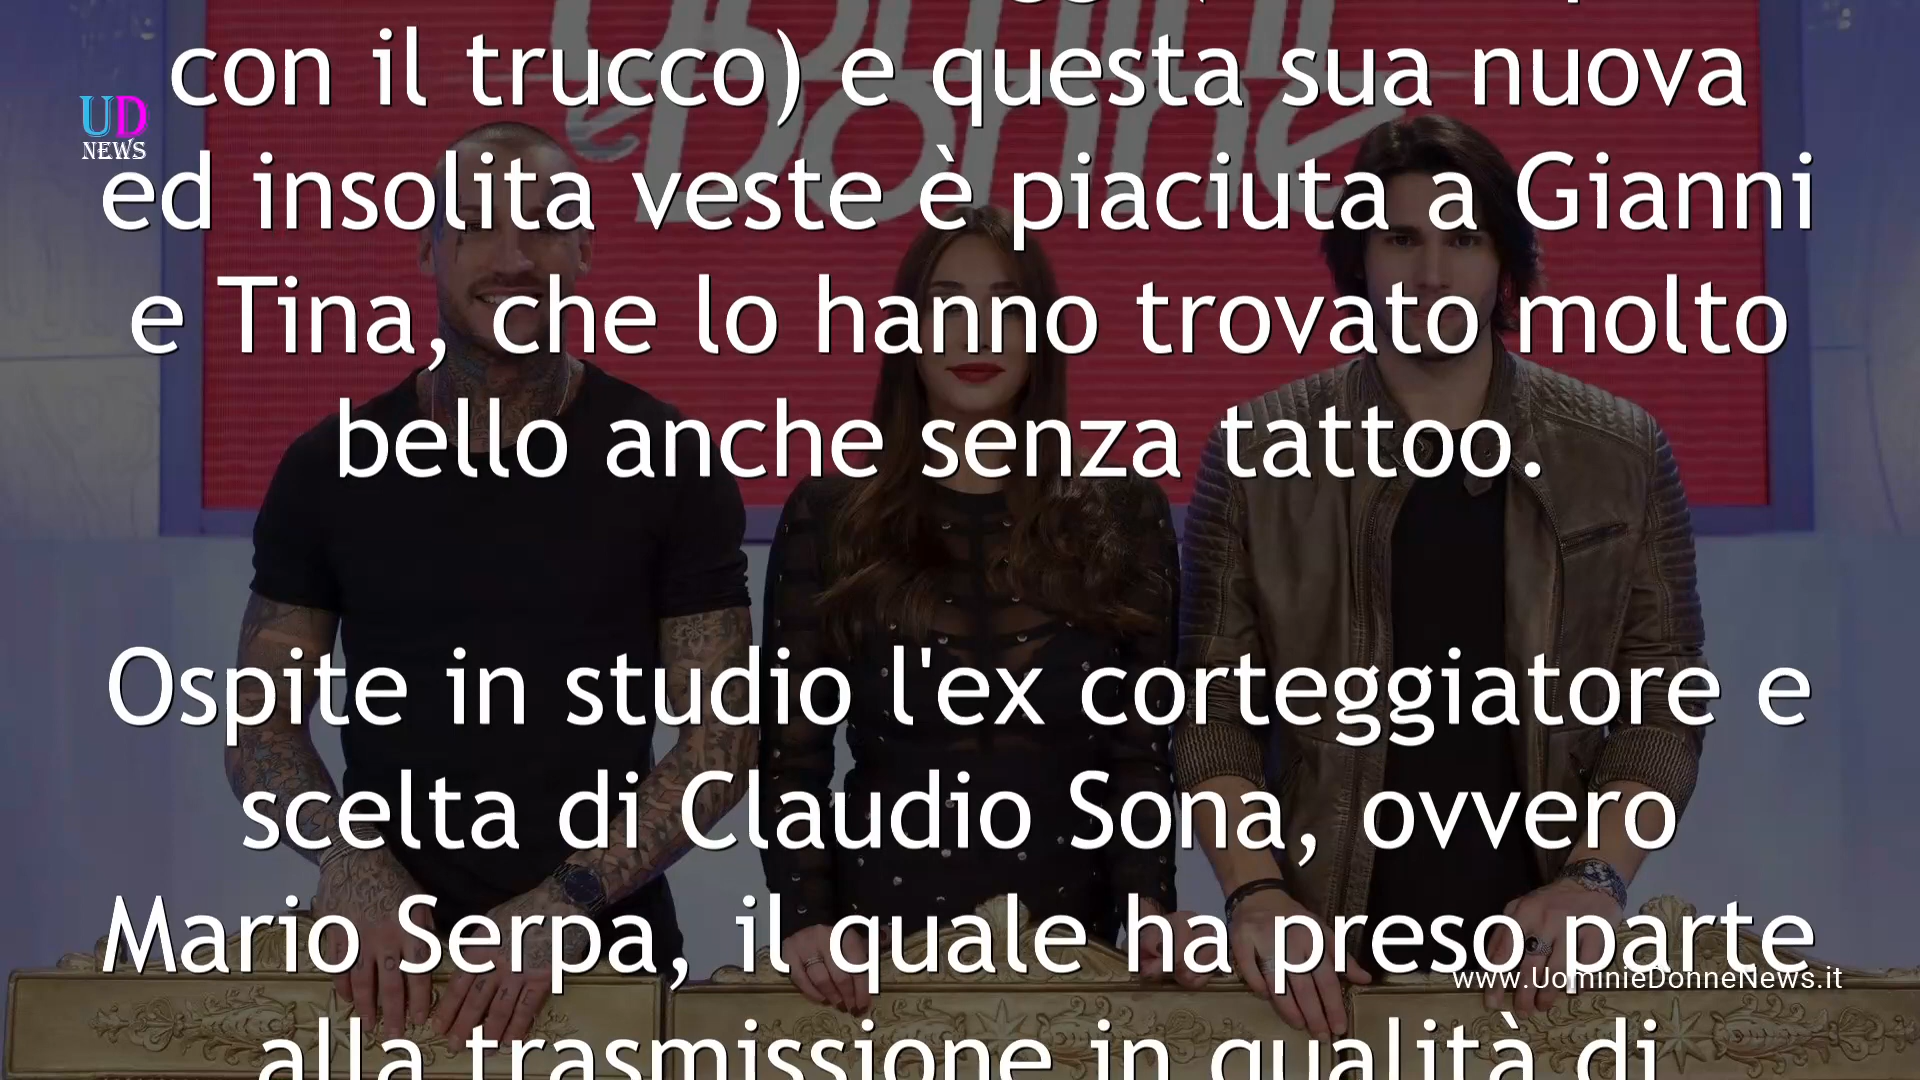 Uomini
e
Donne
UD
NEWS
con il trucco) e questa sua nuova
ed insolita veste è piaciuta a Gianni
e Tina, che lo hanno trovato molto
bello anche senza tattoo.
Ospite in studio l'ex corteggiatore e
scelta di Claudio Sona, ovvero
Mario Serpa, il quale ha preso parte
www.UominieDonneNews.it
alla trasmissione in qualità di